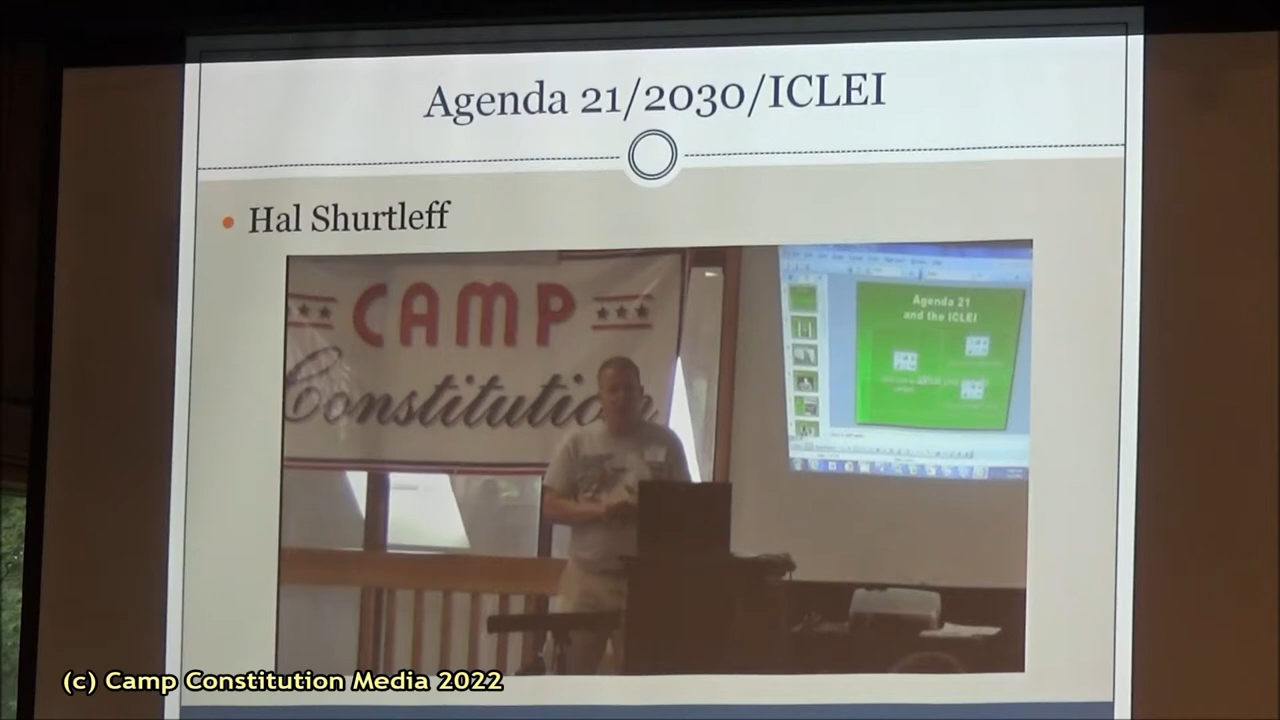 Agenda 21/2030/ICLEI
Hal Shurtleff
CAMP
Constitution
Agenda 21
and the ICLEI
(c) Camp Constitution Media 2022